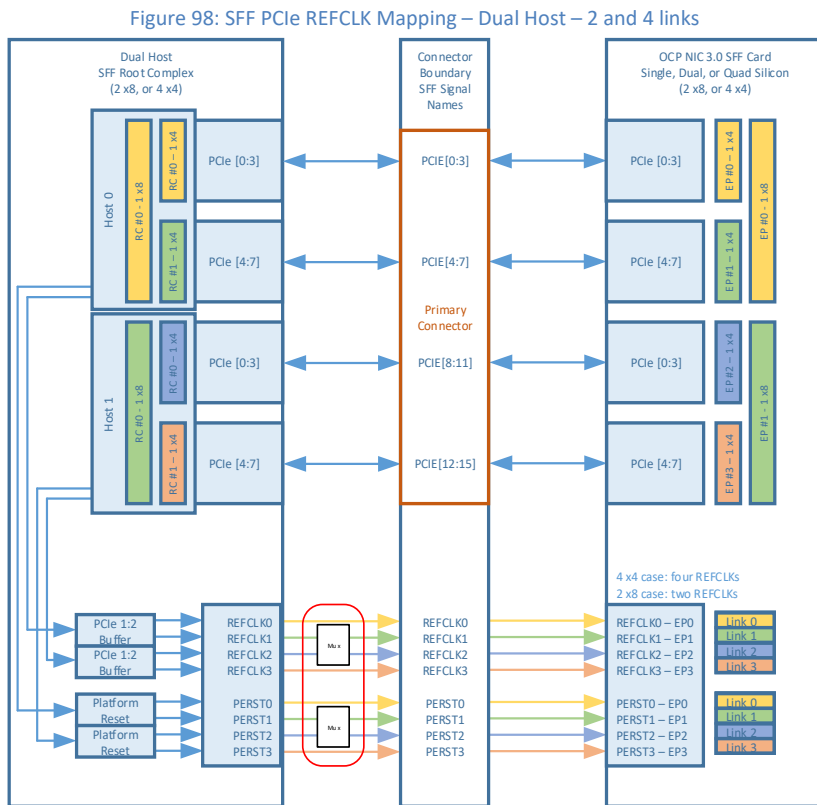 Figure 98: SFF PCIe REFCLK Mapping – Dual Host – 2 and 4 links
Dual Host
SFF Root Complex
(2 x8, or 4 x4)
Connector
Boundary
SFF Signal
Names
OCP NIC 3.0 SFF Card
Single, Dual, or Quad Silicon
(2 x8, or 4 x4)
Host 0
RC #0 - 1 x8
RC #0 – 1 x4
PCIe [0:3]
PCIE[0:3]
PCIe [0:3]
EP #0 – 1 x4
EP #0 - 1 x8
RC #1 – 1 x4
PCIe [4:7]
PCIE[4:7]
PCIe [4:7]
EP #1 – 1 x4
Primary
Connector
Host 1
RC #0 - 1 x8
RC #0 – 1 x4
PCIe [0:3]
PCIE[8:11]
PCIe [0:3]
EP #2 – 1 x4
EP #1 - 1 x8
RC #1 – 1 x4
PCIe [4:7]
PCIE[12:15]
PCIe [4:7]
EP #3 – 1 x4
4 x4 case: four REFCLKs
2 x8 case: two REFCLKs
PCIe 1:2
Buffer
PCIe 1:2
Buffer
REFCLK0
REFCLK1
REFCLK2
REFCLK3
Mux
REFCLK0
REFCLK1
REFCLK2
REFCLK3
REFCLK0 – EP0
REFCLK1 – EP1
REFCLK2 – EP2
REFCLK3 – EP3
Link 0
Link 1
Link 2
Link 3
Platform
Reset
Platform
Reset
PERST0
PERST1
PERST2
PERST3
Mux
PERST0
PERST1
PERST2
PERST3
PERST0 – EP0
PERST1 – EP1
PERST2 – EP2
PERST3 – EP3
Link 0
Link 1
Link 2
Link 3